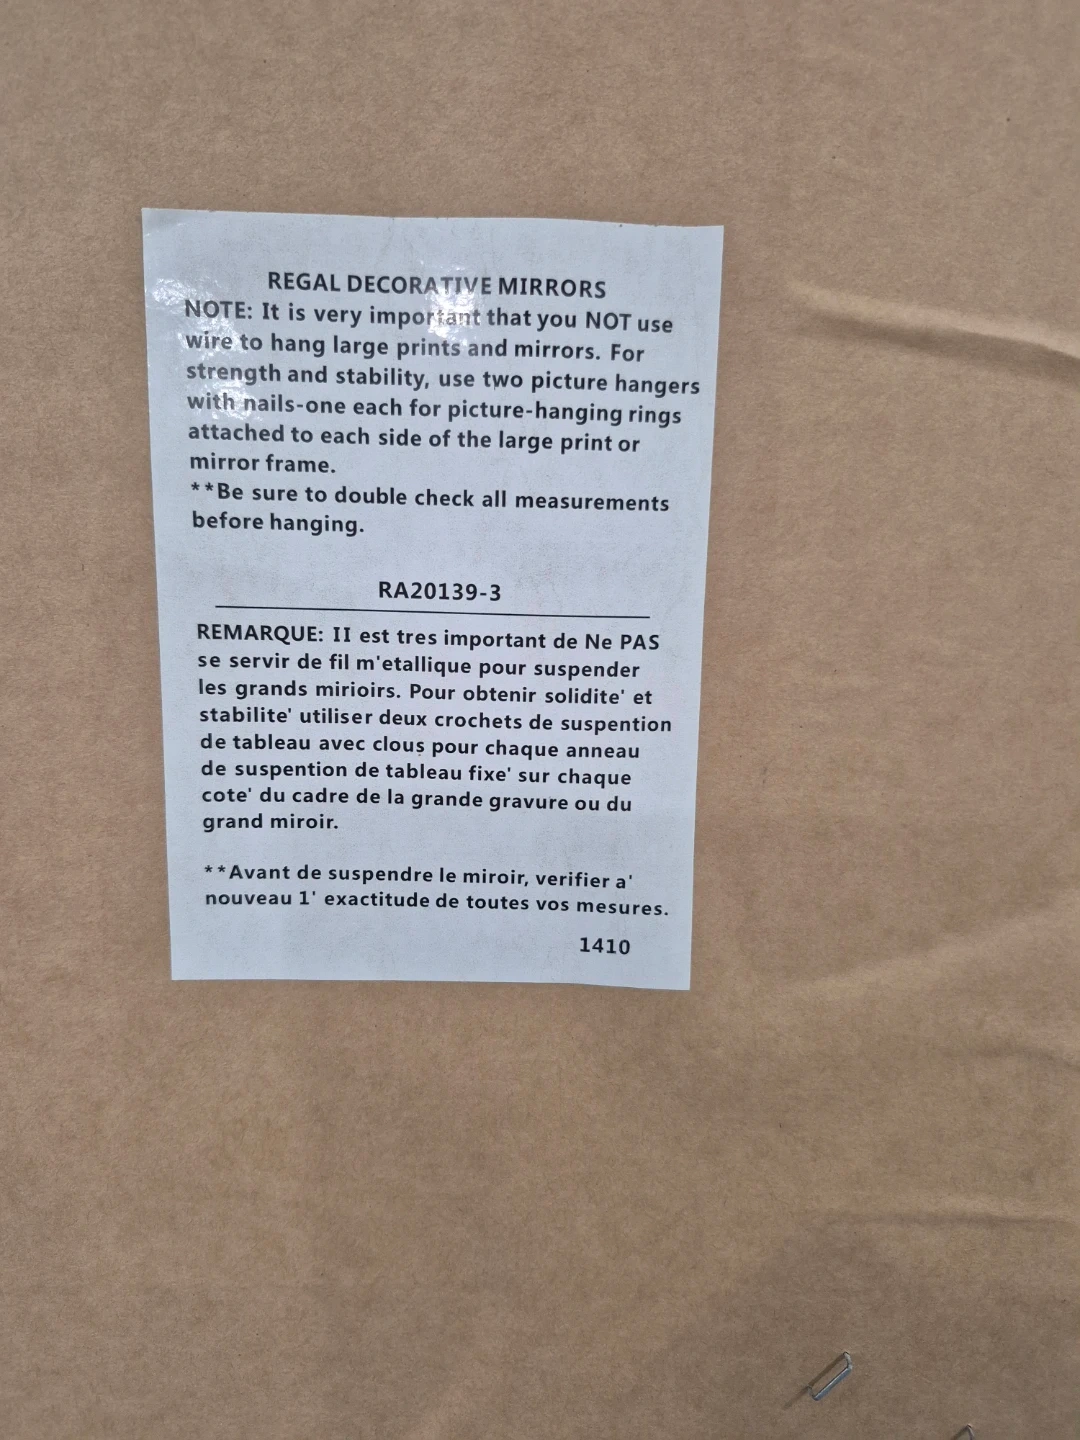 REGAL DECORATIVE MIRRORS
NOTE: It is very important that you NOT use
wire to hang large prints and mirrors. For
strength and stability, use two picture hangers
with nails-one each for picture-hanging rings
attached to each side of the large print or
mirror frame.
**Be sure to double check all measurements
before hanging.
RA20139-3
REMARQUE: II est tres important de Ne PAS
se servir de fil m'etallique pour suspender
les grands mirioirs. Pour obtenir solidite' et
stabilite' utiliser deux crochets de suspention
de tableau avec clous pour chaque anneau
de suspention de tableau fixe' sur chaque
cote' du cadre de la grande gravure ou du
grand miroir.
**Avant de suspendre le miroir, verifier a'
nouveau 1' exactitude de toutes vos mesures.
1410